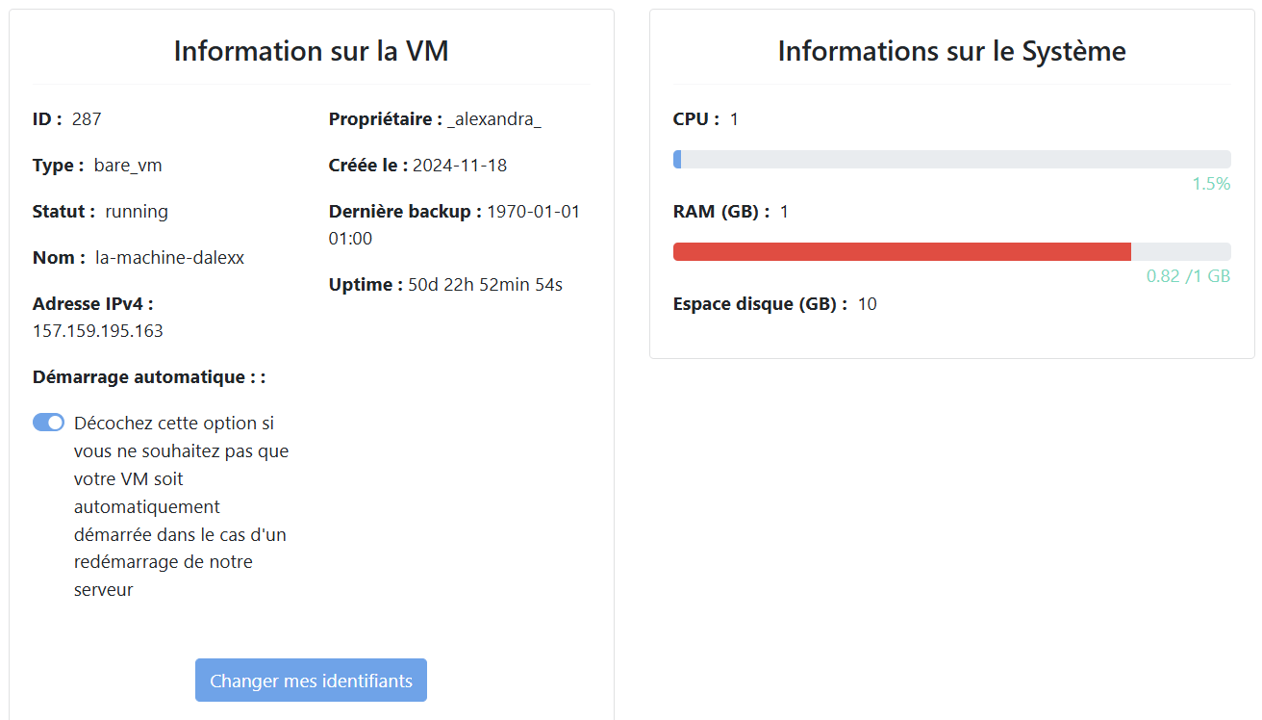 Information sur la VM
ID : 287
Type : bare_vm
Statut : running
Nom : la-machine-dalexx
Adresse IPv4 :
157.159.195.163
Démarrage automatique : :
Décochez cette option si
vous ne souhaitez pas que
votre VM soit
automatiquement
démarrée dans le cas d'un
redémarrage de notre
serveur
Propriétaire : _alexandra_
Créée le : 2024-11-18
Dernière backup : 1970-01-01
01:00
Uptime : 50d 22h 52min 54s
Changer mes identifiants
Informations sur le Système
CPU : 1
1.5%
RAM (GB) : 1
0.82 /1 GB
Espace disque (GB) : 10